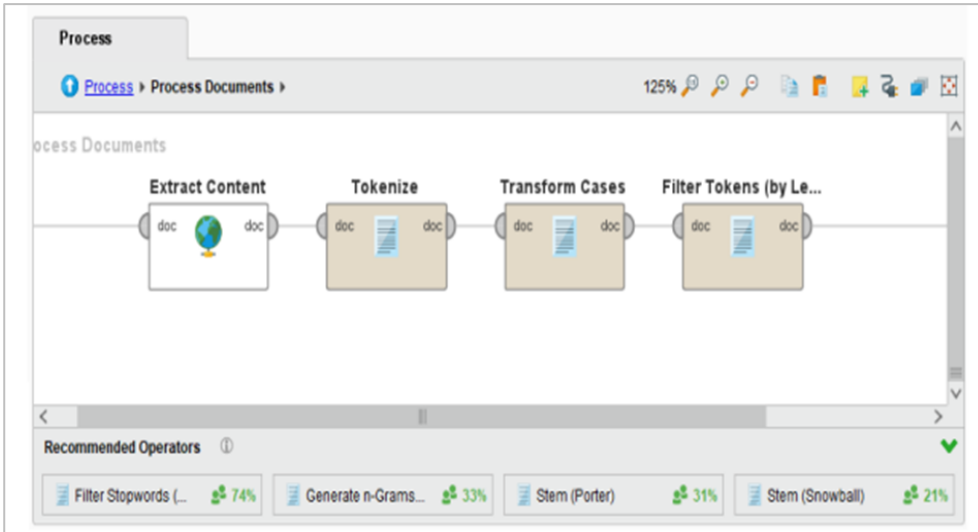 Process
Process ▸ Process Documents ▸ 125%
ocess Documents
Extract Content Tokenize Transform Cases Filter Tokens (by Le...
doc doc doc doc doc doc doc doc
Recommended Operators
Filter Stopwords (... 74% Generate n-Grams... 33% Stem (Porter) 31% Stem (Snowball) 21%